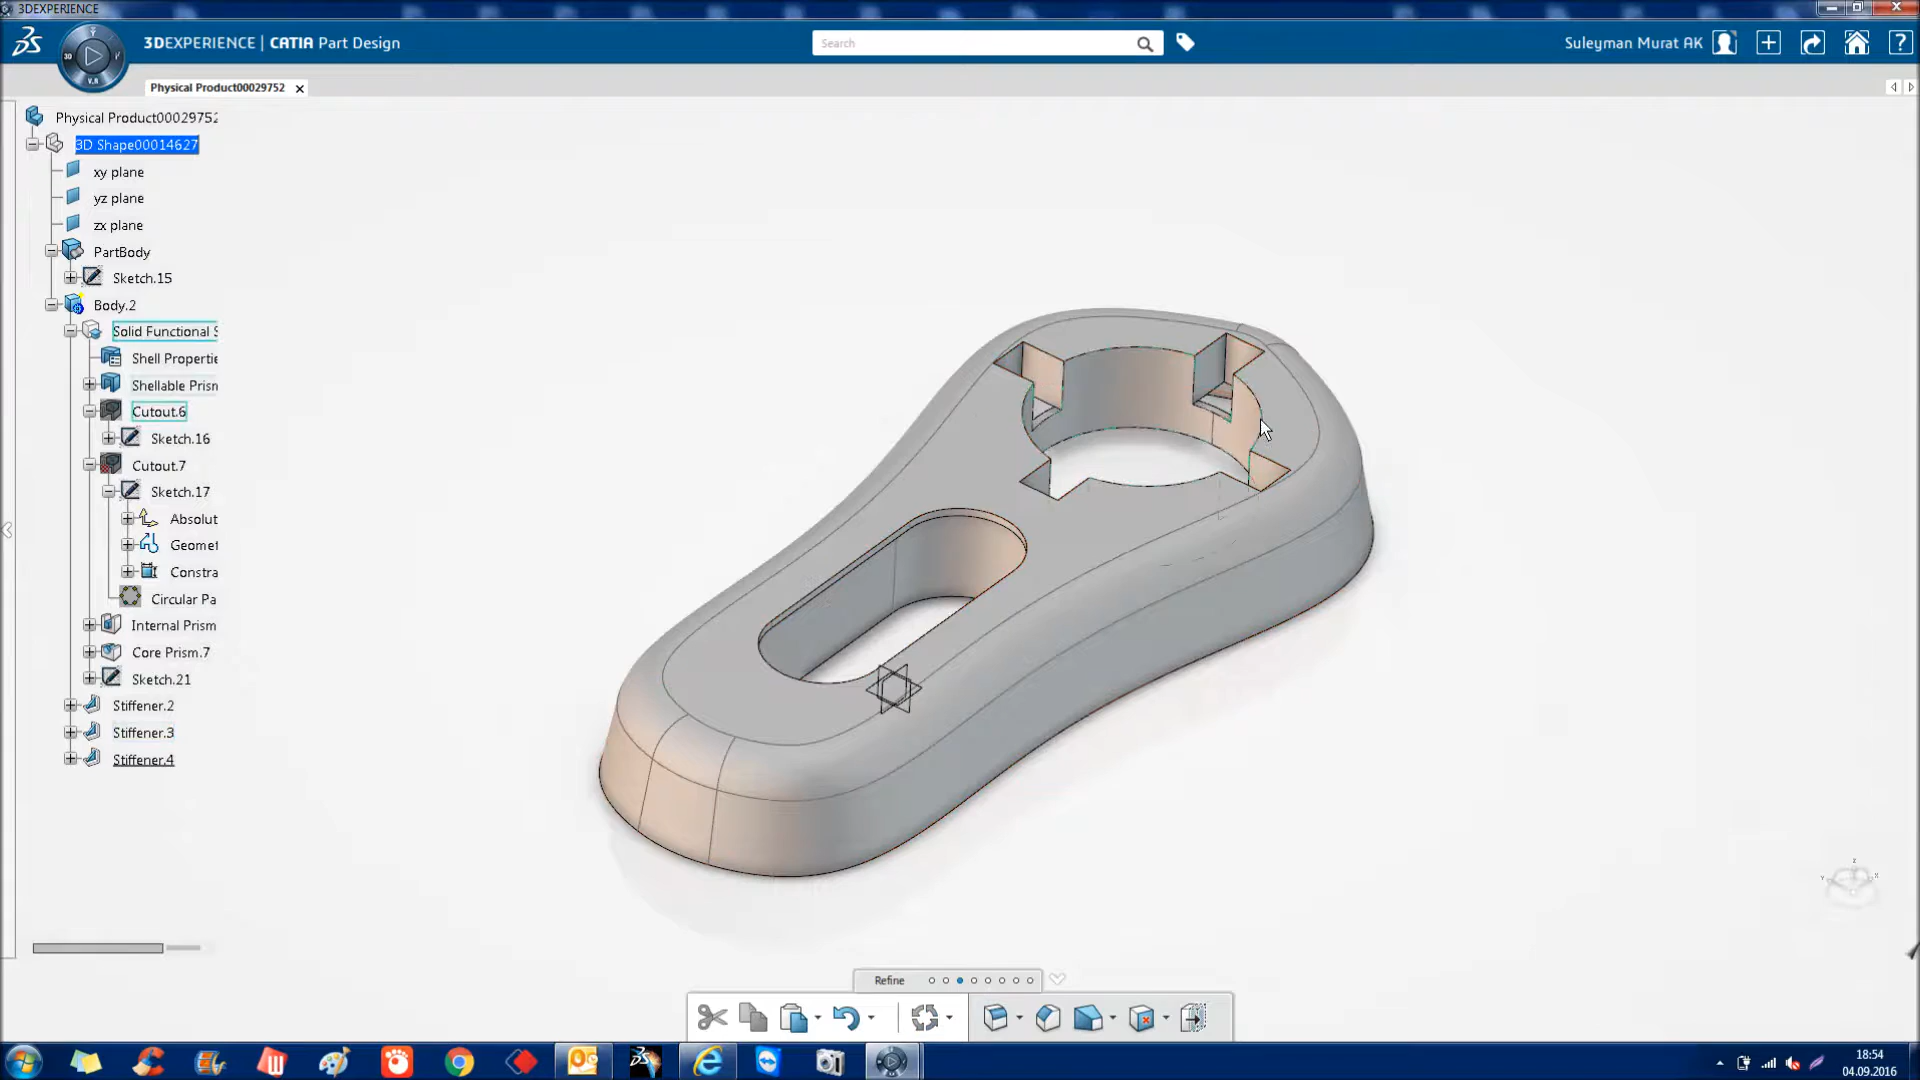 3DEXPERIENCE
3DEXPERIENCE | CATIA Part Design
Search
Suleyman Murat AK
3D
V.R
Physical Product00029752
Physical Product00029752
3D Shape00014627
xy plane
yz plane
zx plane
PartBody
Sketch.15
Body.2
Solid Functional S
Shell Propertie
Shellable Prism
Cutout.6
Sketch.16
Cutout.7
Sketch.17
Absolut
Geomet
Constra
Circular Pa
Internal Prism
Core Prism.7
Sketch.21
Stiffener.2
Stiffener.3
Stiffener.4
Refine
18:54
04.09.2016